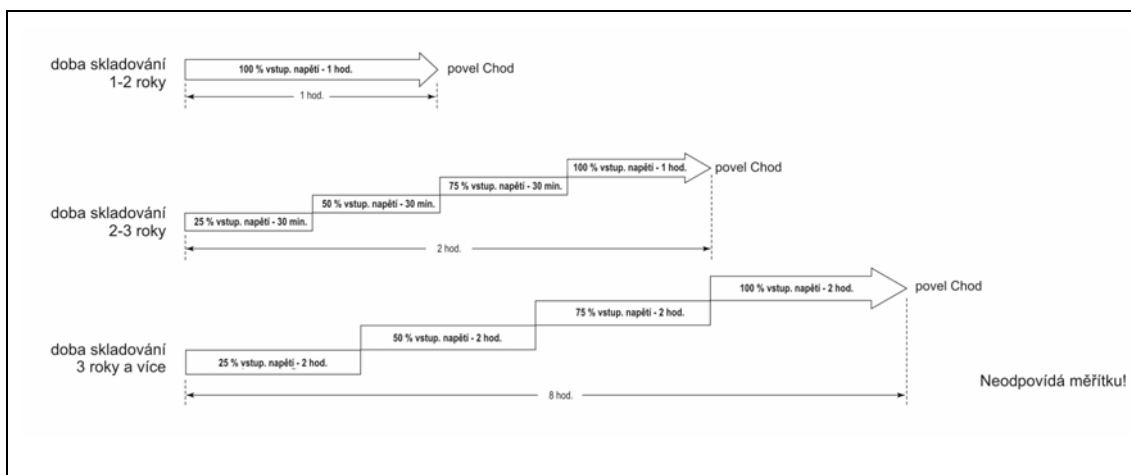 doba skladování
1-2 roky
100 % vstup. napětí - 1 hod.
povel Chod
1 hod.
doba skladování
2-3 roky
25 % vstup. napětí - 30 min.
50 % vstup. napětí - 30 min.
75 % vstup. napětí - 30 min.
100 % vstup. napětí - 1 hod.
povel Chod
2 hod.
doba skladování
3 roky a více
25 % vstup. napětí - 2 hod.
50 % vstup. napětí - 2 hod.
75 % vstup. napětí - 2 hod.
100 % vstup. napětí - 2 hod.
povel Chod
8 hod.
Neodpovídá měřítku!